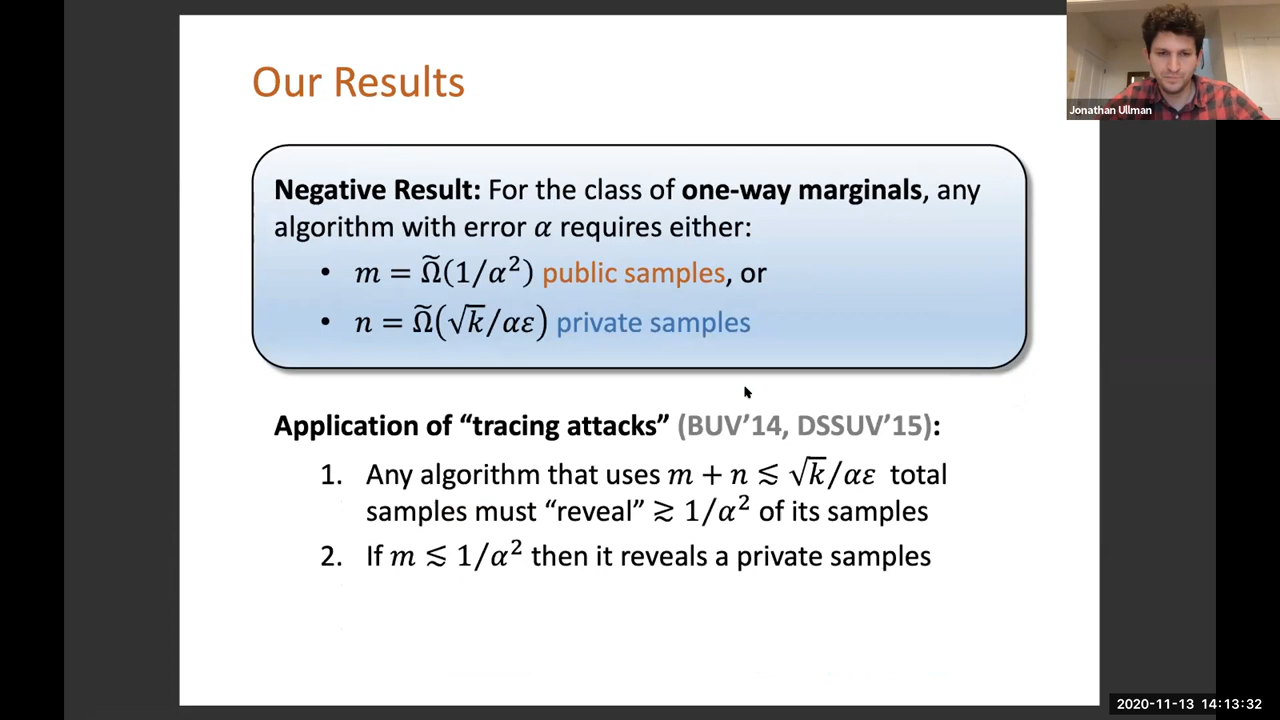 Our Results
Jonathan Ullman
Negative Result: For the class of one-way marginals, any
algorithm with error α requires either:
• m = Ω̃(1/α²) public samples, or
• n = Ω̃(√k/αε) private samples
Application of “tracing attacks” (BUV’14, DSSUV’15):
1. Any algorithm that uses m + n ≲ √k/αε total
samples must “reveal” ≳ 1/α² of its samples
2. If m ≲ 1/α² then it reveals a private samples
2020-11-13 14:13:32